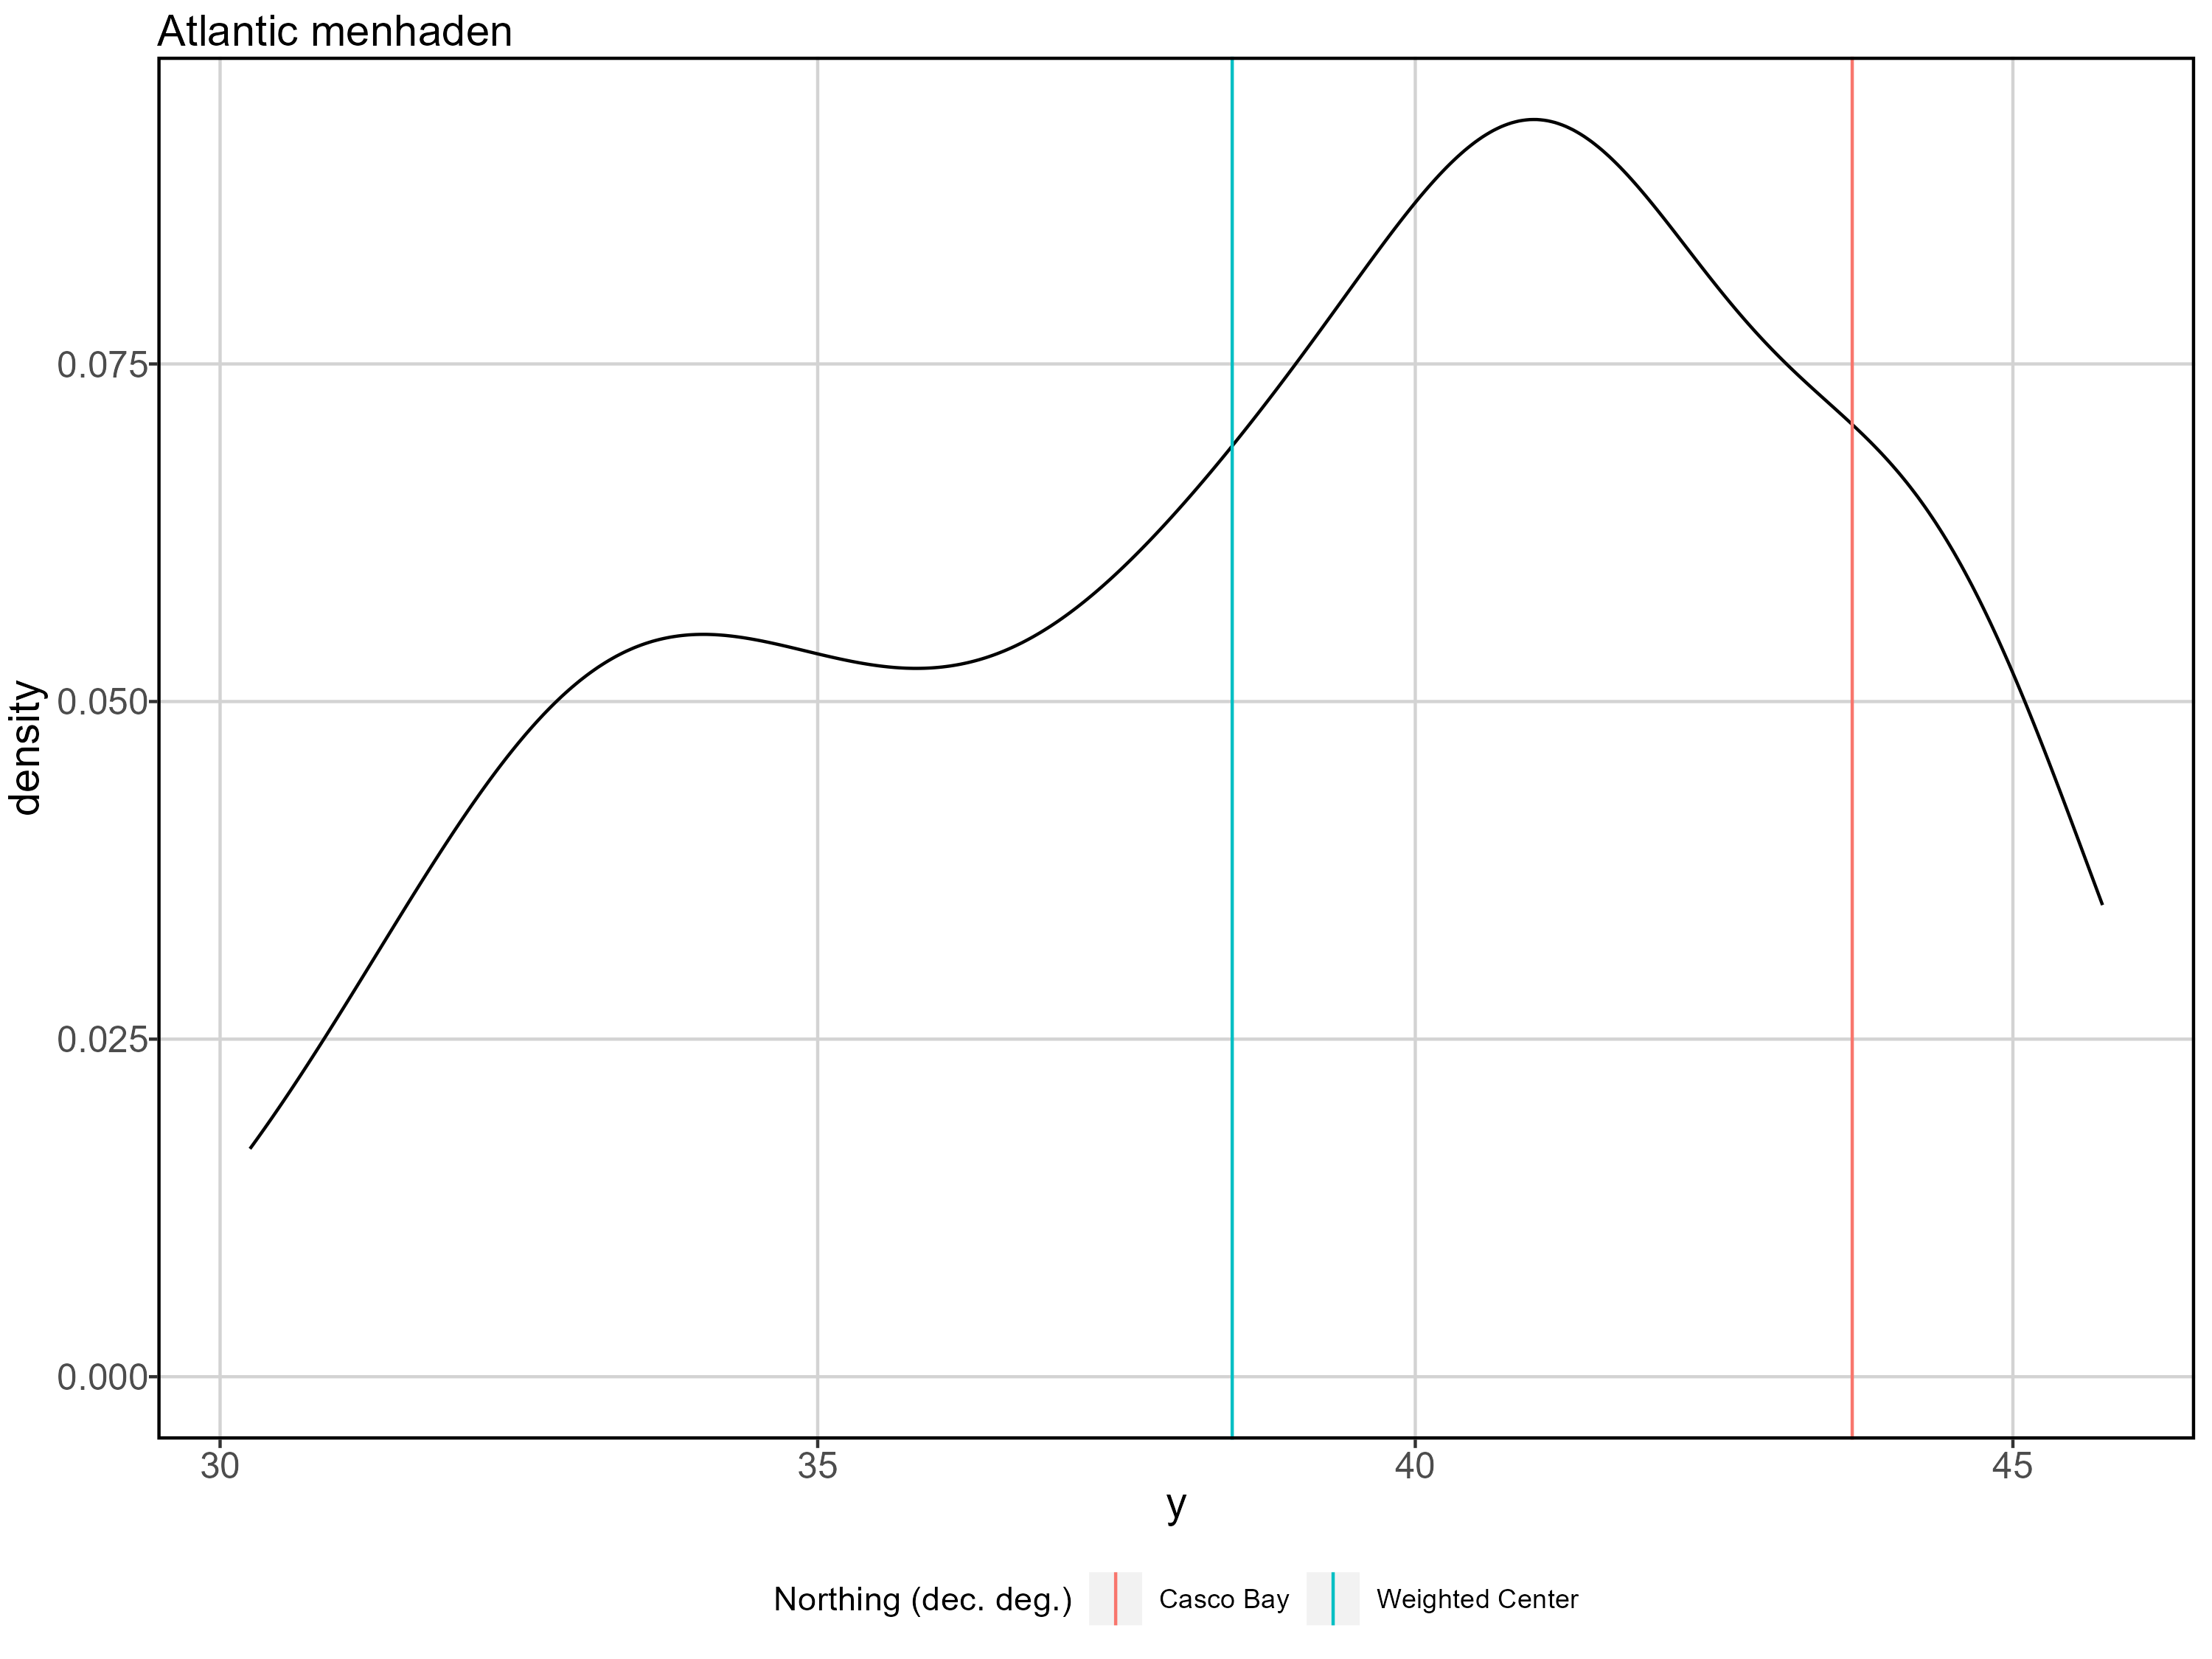 Atlantic menhaden
density
0.075
0.050
0.025
0.000
30 35 40 45
y
Northing (dec. deg.) Casco Bay Weighted Center